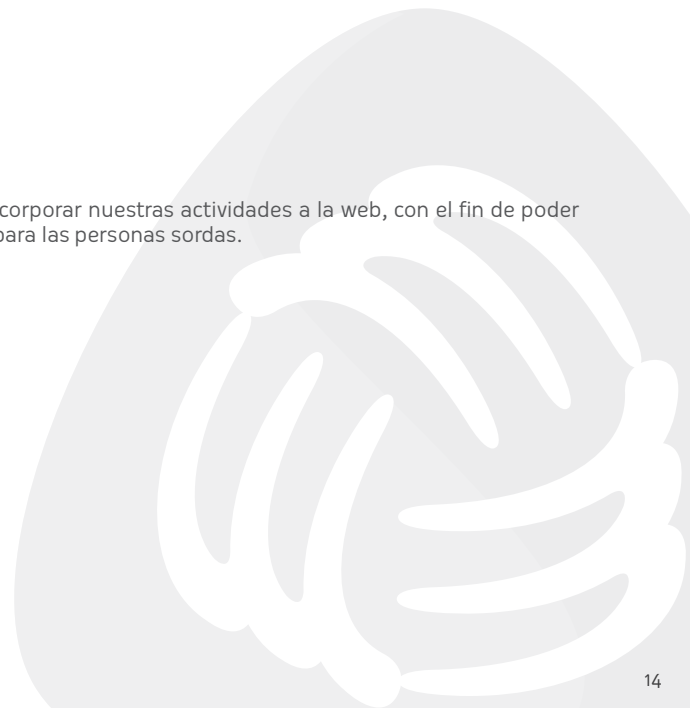 corporar nuestras actividades a la web, con el fin de poder
para las personas sordas.
14